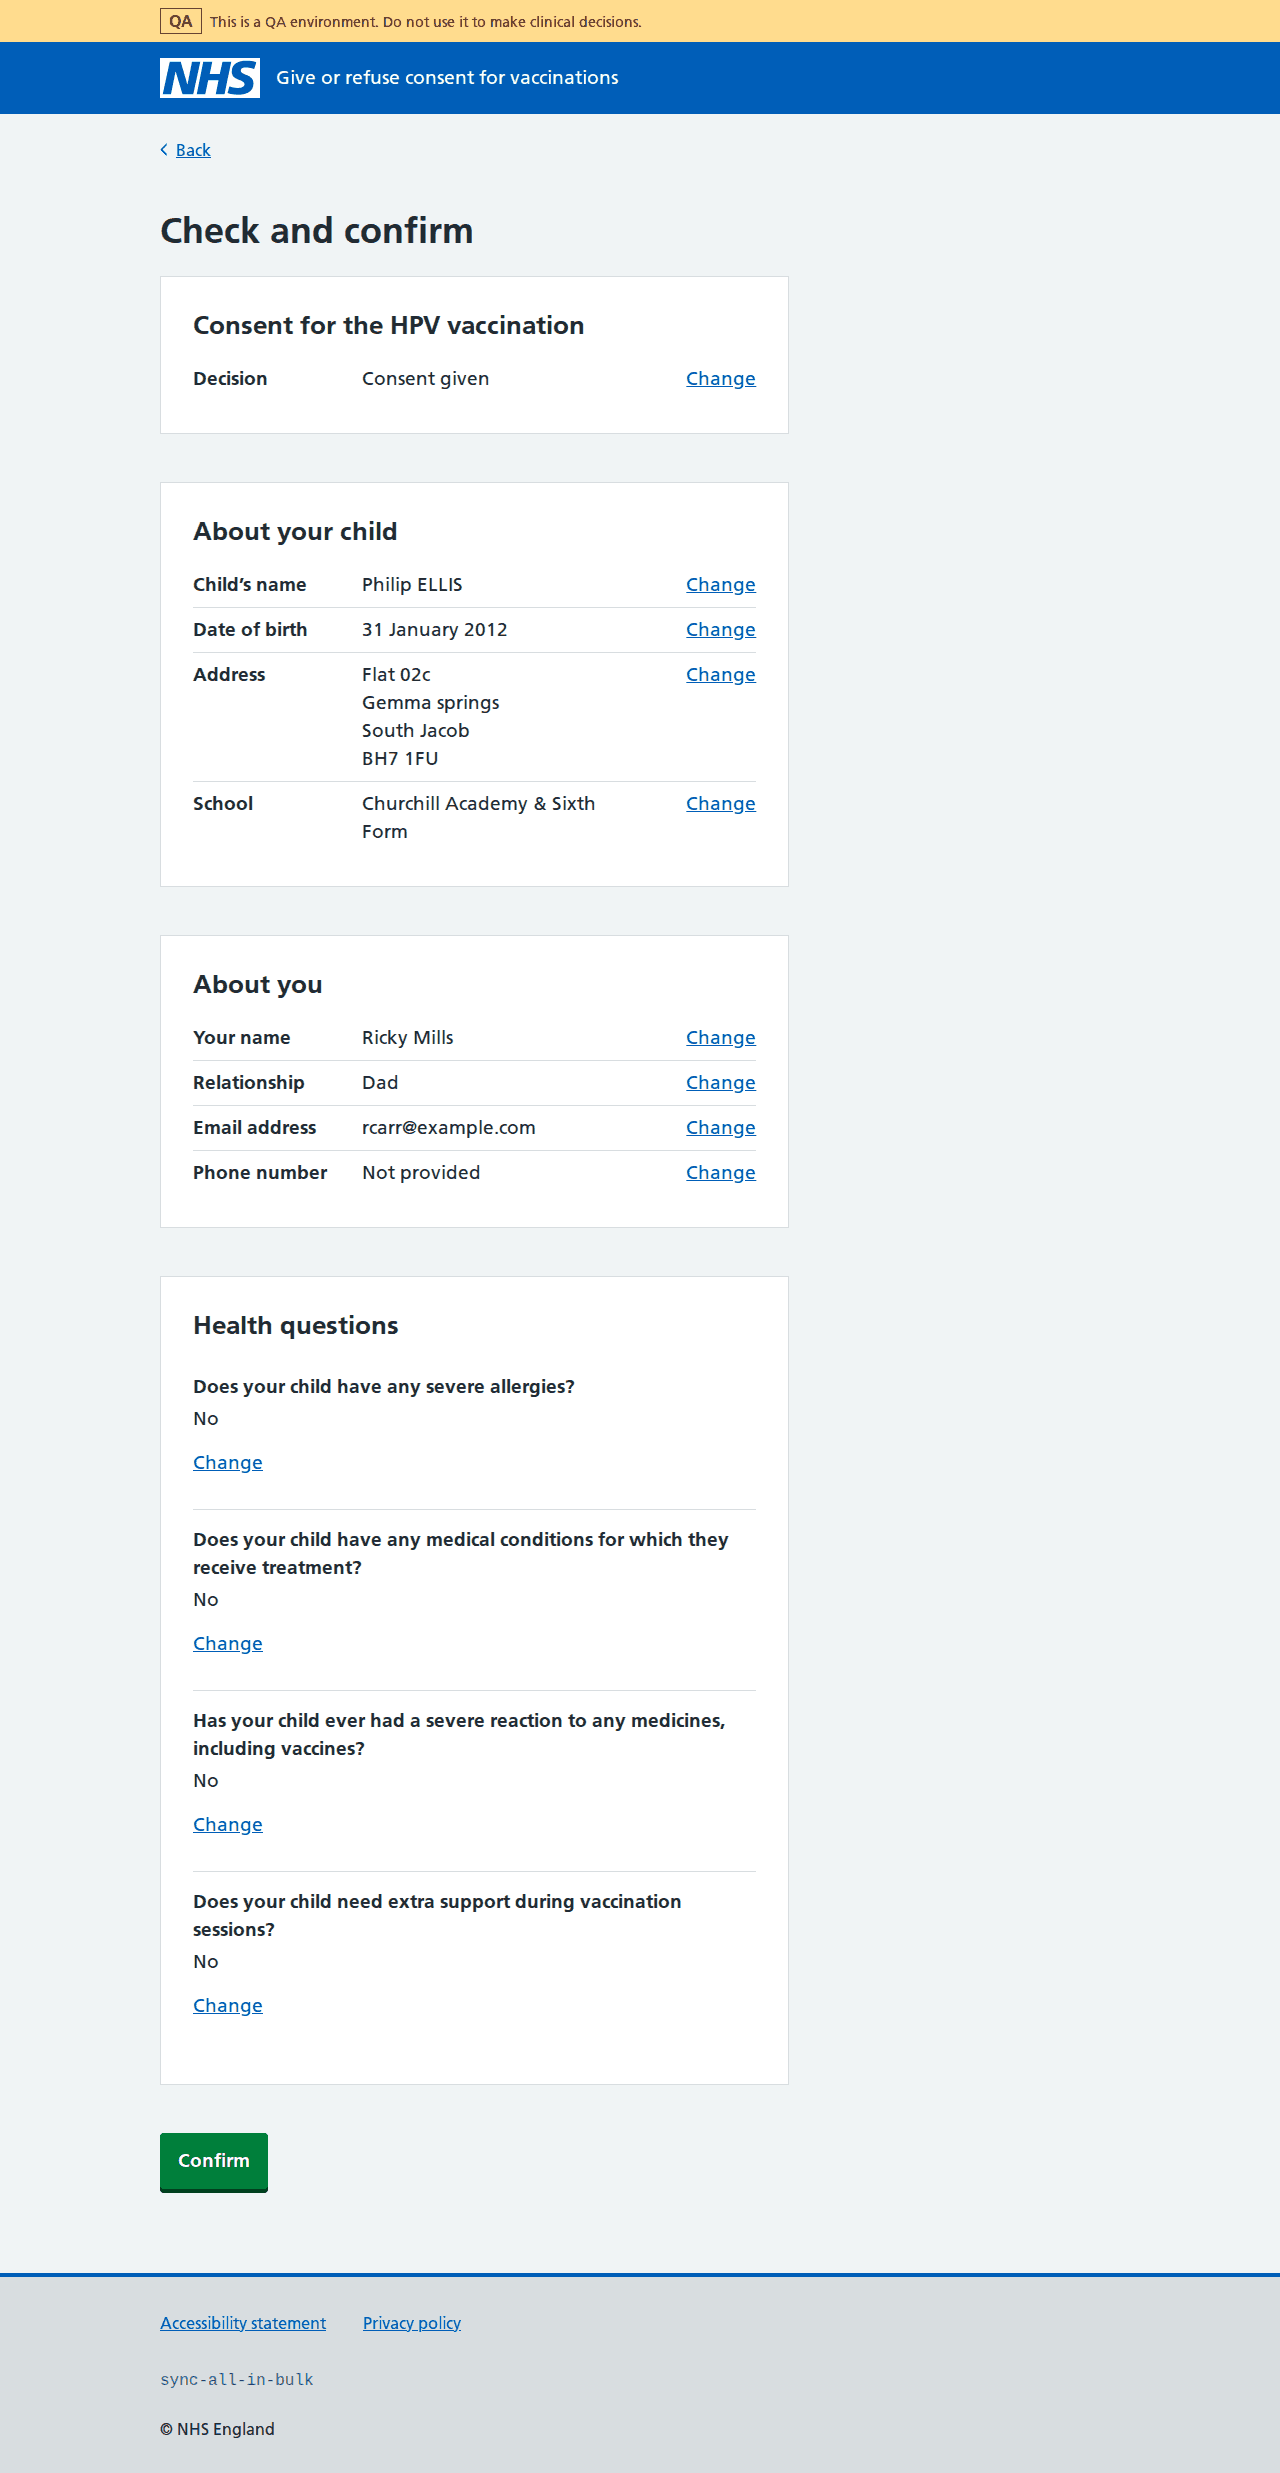 QA This is a QA environment. Do not use it to make clinical decisions.
NHS Give or refuse consent for vaccinations
Back
Check and confirm
Consent for the HPV vaccination
Decision Consent given Change
About your child
Child’s name Philip ELLIS Change
Date of birth 31 January 2012 Change
Address Flat 02c Change
Gemma springs
South Jacob
BH7 1FU
School Churchill Academy & Sixth Change
Form
About you
Your name Ricky Mills Change
Relationship Dad Change
Email address rcarr@example.com Change
Phone number Not provided Change
Health questions
Does your child have any severe allergies?
No
Change
Does your child have any medical conditions for which they
receive treatment?
No
Change
Has your child ever had a severe reaction to any medicines,
including vaccines?
No
Change
Does your child need extra support during vaccination
sessions?
No
Change
Confirm
Accessibility statement Privacy policy
sync-all-in-bulk
© NHS England